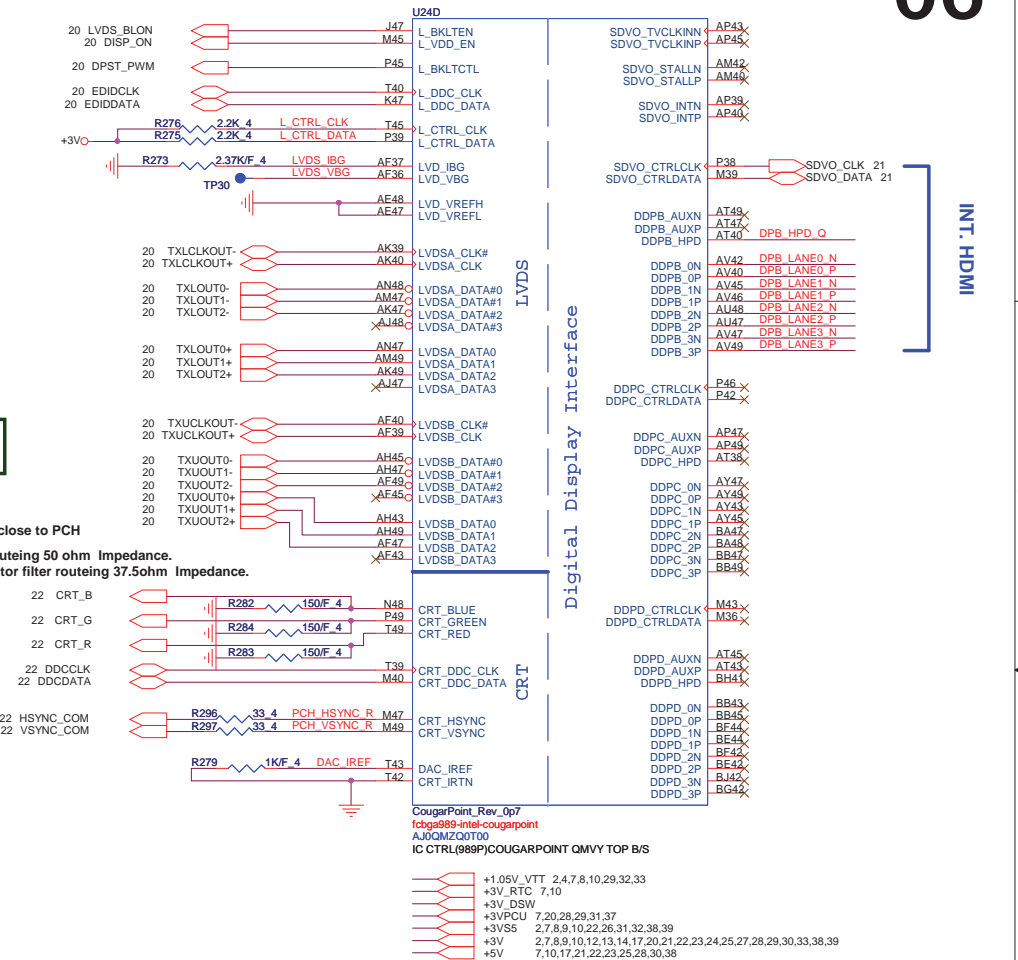 U24D
20 LVDS_BLON J47 L_BKLTEN
20 DISP_ON M45 L_VDD_EN
20 DPST_PWM P45 L_BKLTCTL
20 EDIDCLK T40 L_DDC_CLK
20 EDIDDATA K47 L_DDC_DATA
+3V R276 2.2K_4 L_CTRL_CLK T45 L_CTRL_CLK
R275 2.2K_4 L_CTRL_DATA P39 L_CTRL_DATA
R273 2.37K/F_4 LVDS_IBG AF37 LVD_IBG
TP30 LVDS_VBG AF36 LVD_VBG
AE48 LVD_VREFH
AE47 LVD_VREFL
20 TXLCLKOUT- AK39 LVDSA_CLK#
20 TXLCLKOUT+ AK40 LVDSA_CLK
20 TXLOUT0- AN48 LVDSA_DATA#0
20 TXLOUT1- AM47 LVDSA_DATA#1
20 TXLOUT2- AK47 LVDSA_DATA#2
AJ48 LVDSA_DATA#3
20 TXLOUT0+ AN47 LVDSA_DATA0
20 TXLOUT1+ AM49 LVDSA_DATA1
20 TXLOUT2+ AK49 LVDSA_DATA2
AJ47 LVDSA_DATA3
20 TXUCLKOUT- AF40 LVDSB_CLK#
20 TXUCLKOUT+ AF39 LVDSB_CLK
20 TXUOUT0- AH45 LVDSB_DATA#0
20 TXUOUT1- AH47 LVDSB_DATA#1
20 TXUOUT2- AF49 LVDSB_DATA#2
20 TXUOUT0+ AF45 LVDSB_DATA#3
20 TXUOUT1+
20 TXUOUT2+
AH43 LVDSB_DATA0
AH49 LVDSB_DATA1
AF47 LVDSB_DATA2
AF43 LVDSB_DATA3
close to PCH
uteing 50 ohm Impedance.
tor filter routeing 37.5ohm Impedance.
22 CRT_B R282 150/F_4 N48 CRT_BLUE
22 CRT_G R284 150/F_4 P49 CRT_GREEN
22 CRT_R R283 150/F_4 T49 CRT_RED
22 DDCCLK T39 CRT_DDC_CLK
22 DDCDATA M40 CRT_DDC_DATA
22 HSYNC_COM R296 33_4 PCH_HSYNC_R M47 CRT_HSYNC
22 VSYNC_COM R297 33_4 PCH_VSYNC_R M49 CRT_VSYNC
R279 1K/F_4 DAC_IREF T43 DAC_IREF
T42 CRT_IRTN
LVDS
CRT
Digital Display Interface
SDVO_TVCLKINN AP43
SDVO_TVCLKINP AP45
SDVO_STALLN AM42
SDVO_STALLP AM40
SDVO_INTN AP39
SDVO_INTP AP40
SDVO_CTRLCLK P38 SDVO_CLK 21
SDVO_CTRLDATA M39 SDVO_DATA 21
DDPB_AUXN AT49
DDPB_AUXP AT47
DDPB_HPD AT40 DPB_HPD_Q
DDPB_0N AV42 DPB_LANE0_N
DDPB_0P AV40 DPB_LANE0_P
DDPB_1N AV45 DPB_LANE1_N
DDPB_1P AV46 DPB_LANE1_P
DDPB_2N AU48 DPB_LANE2_N
DDPB_2P AU47 DPB_LANE2_P
DDPB_3N AV47 DPB_LANE3_N
DDPB_3P AV49 DPB_LANE3_P
INT. HDMI
DDPC_CTRLCLK P46
DDPC_CTRLDATA P42
DDPC_AUXN AP47
DDPC_AUXP AP49
DDPC_HPD AT38
DDPC_0N AY47
DDPC_0P AY49
DDPC_1N AY43
DDPC_1P AY45
DDPC_2N BA47
DDPC_2P BA48
DDPC_3N BB47
DDPC_3P BB49
DDPD_CTRLCLK M43
DDPD_CTRLDATA M36
DDPD_AUXN AT45
DDPD_AUXP AT43
DDPD_HPD BH41
DDPD_0N BB43
DDPD_0P BB45
DDPD_1N BF44
DDPD_1P BE44
DDPD_2N BF42
DDPD_2P BE42
DDPD_3N BJ42
DDPD_3P BG42
CougarPoint_Rev_0p7
fcbga989-intel-cougarpoint
AJ0QMZQ0T00
IC CTRL(989P)COUGARPOINT QMVY TOP B/S
+1.05V_VTT 2,4,7,8,10,29,32,33
+3V_RTC 7,10
+3V_DSW
+3VPCU 7,20,28,29,31,37
+3VS5 2,7,8,9,10,22,26,31,32,38,39
+3V 2,7,8,9,10,12,13,14,17,20,21,22,23,24,25,27,28,29,30,33,38,39
+5V 7,10,17,21,22,23,25,28,30,38